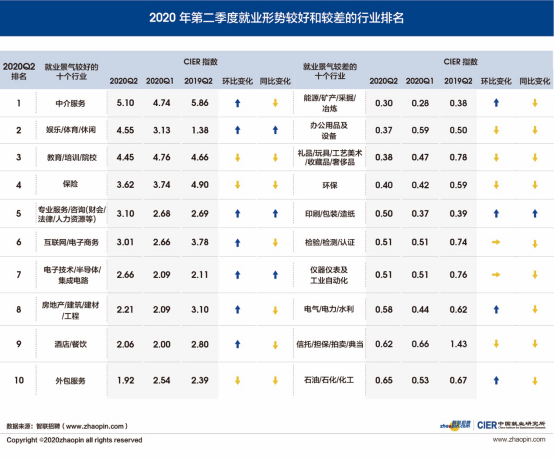 2020 年第二季度就业形势较好和较差的行业排名
2020Q2 排名 就业景气较好的十个行业 CIER 指数 就业景气较差的十个行业 CIER 指数
2020Q2 2020Q1 2019Q2 环比变化 同比变化 2020Q2 2020Q1 2019Q2 环比变化 同比变化
1 中介服务 5.10 4.74 5.86 ↑ ↓ 能源/矿产/采掘/冶炼 0.30 0.28 0.38 ↑ ↓
2 娱乐/体育/休闲 4.55 3.13 1.38 ↑ ↑ 办公用品及设备 0.37 0.59 0.50 ↓ ↓
3 教育/培训/院校 4.45 4.76 4.66 ↓ ↓ 礼品/玩具/工艺美术/收藏品/奢侈品 0.38 0.47 0.78 ↓ ↓
4 保险 3.62 3.74 4.90 ↓ ↓ 环保 0.40 0.42 0.59 ↓ ↓
5 专业服务/咨询(财会/法律/人力资源等) 3.10 2.68 2.69 ↑ ↑ 印刷/包装/造纸 0.50 0.37 0.39 ↑ ↑
6 互联网/电子商务 3.01 2.66 3.78 ↑ ↓ 检验/检测/认证 0.51 0.51 0.74 → ↓
7 电子技术/半导体/集成电路 2.66 2.09 2.11 ↑ ↑ 仪器仪表及工业自动化 0.51 0.51 0.76 → ↓
8 房地产/建筑/建材/工程 2.21 2.09 3.10 ↑ ↓ 电气/电力/水利 0.58 0.44 0.62 ↑ ↓
9 酒店/餐饮 2.06 2.00 2.80 ↑ ↓ 信托/担保/拍卖/典当 0.62 0.66 1.43 ↓ ↓
10 外包服务 1.92 2.54 2.39 ↓ ↓ 石油/石化/化工 0.65 0.53 0.67 ↑ ↓
数据来源：智联招聘（www.zhaopin.com）
智联招聘 CIER 中国就业研究所
Copyright ©2020zhaopin all rights reserved
www.zhaopin.com